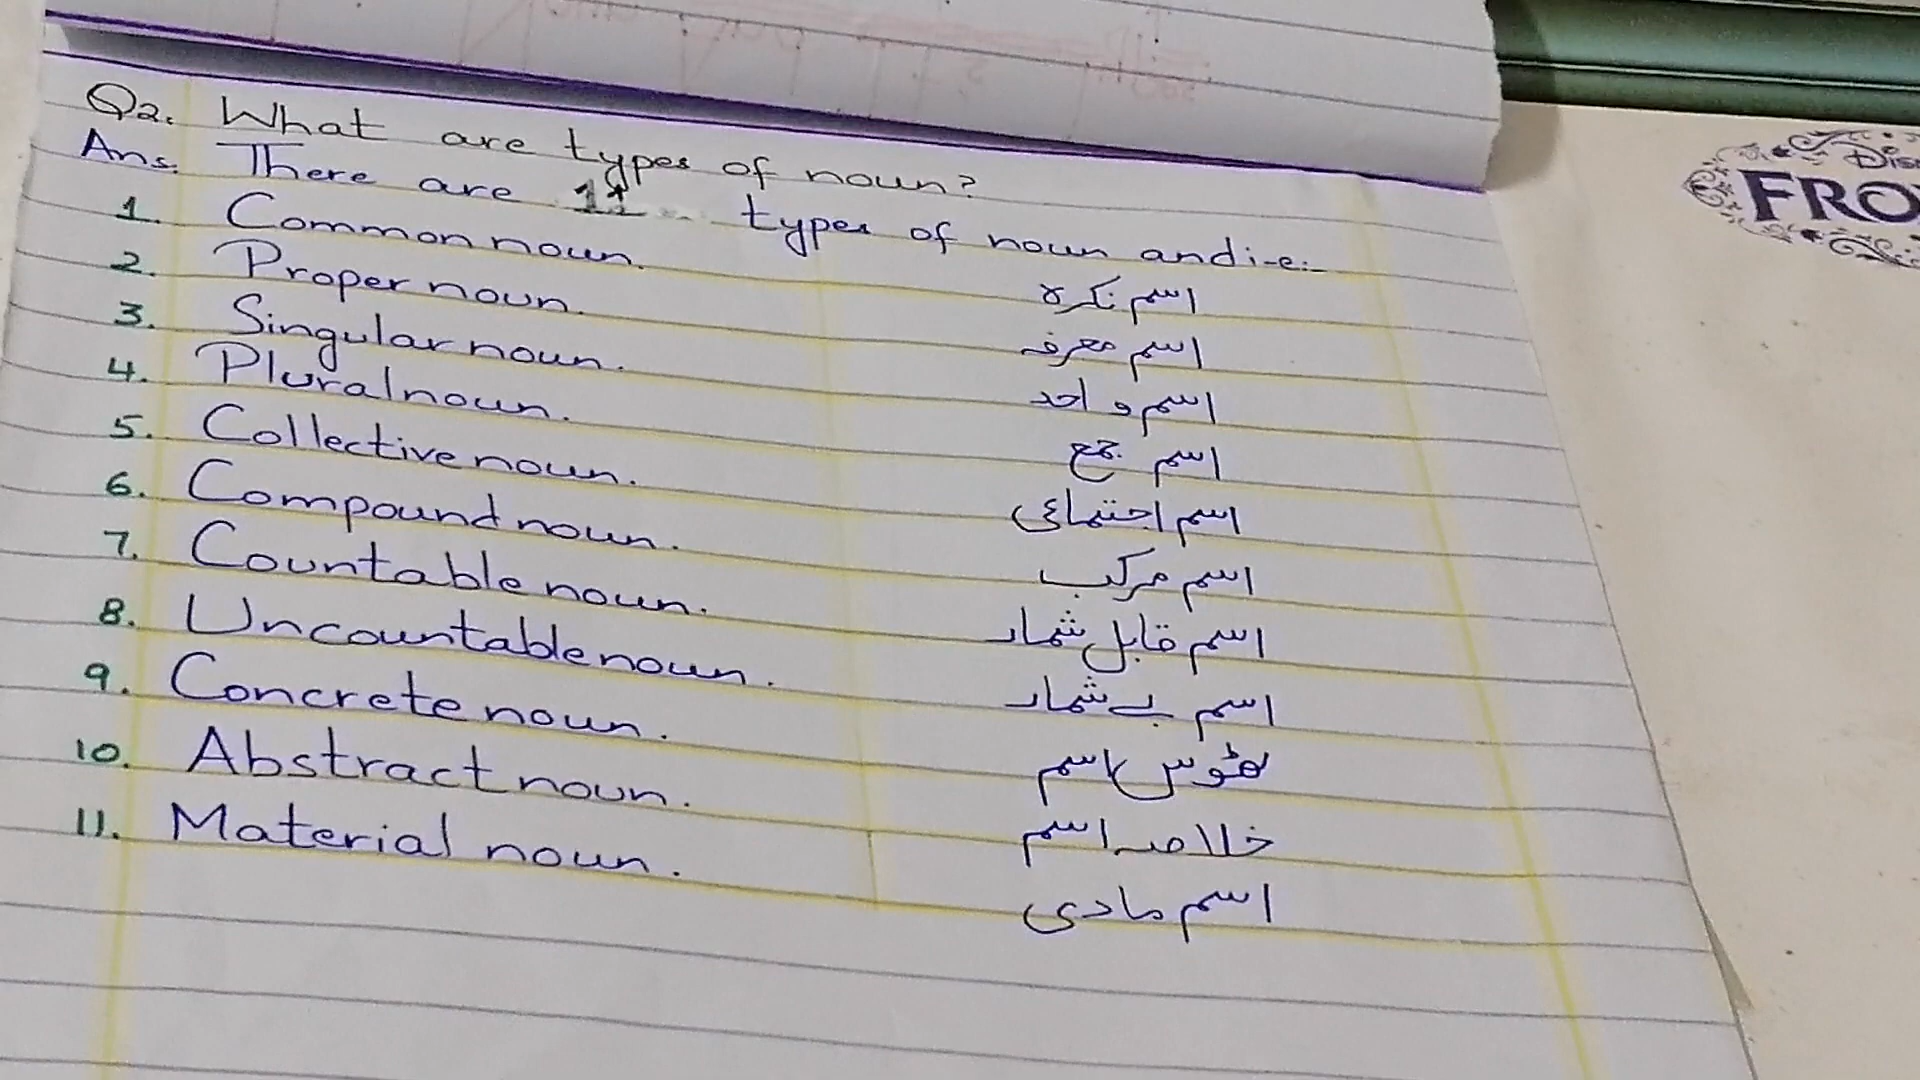 Q2. What are types of noun?
Ans. There are 11 types of noun and i-e:-
1. Common noun. اسم نکرہ
2. Proper noun. اسم معرفہ
3. Singular noun. اسم واحد
4. Plural noun. اسم جمع
5. Collective noun. اسم اجتماعی
6. Compound noun. اسم مرکب
7. Countable noun. اسم قابل شمار
8. Uncountable noun. اسم بے شمار
9. Concrete noun. ٹھوس اسم
10. Abstract noun. خلاصہ اسم
11. Material noun. اسم مادی
FRO